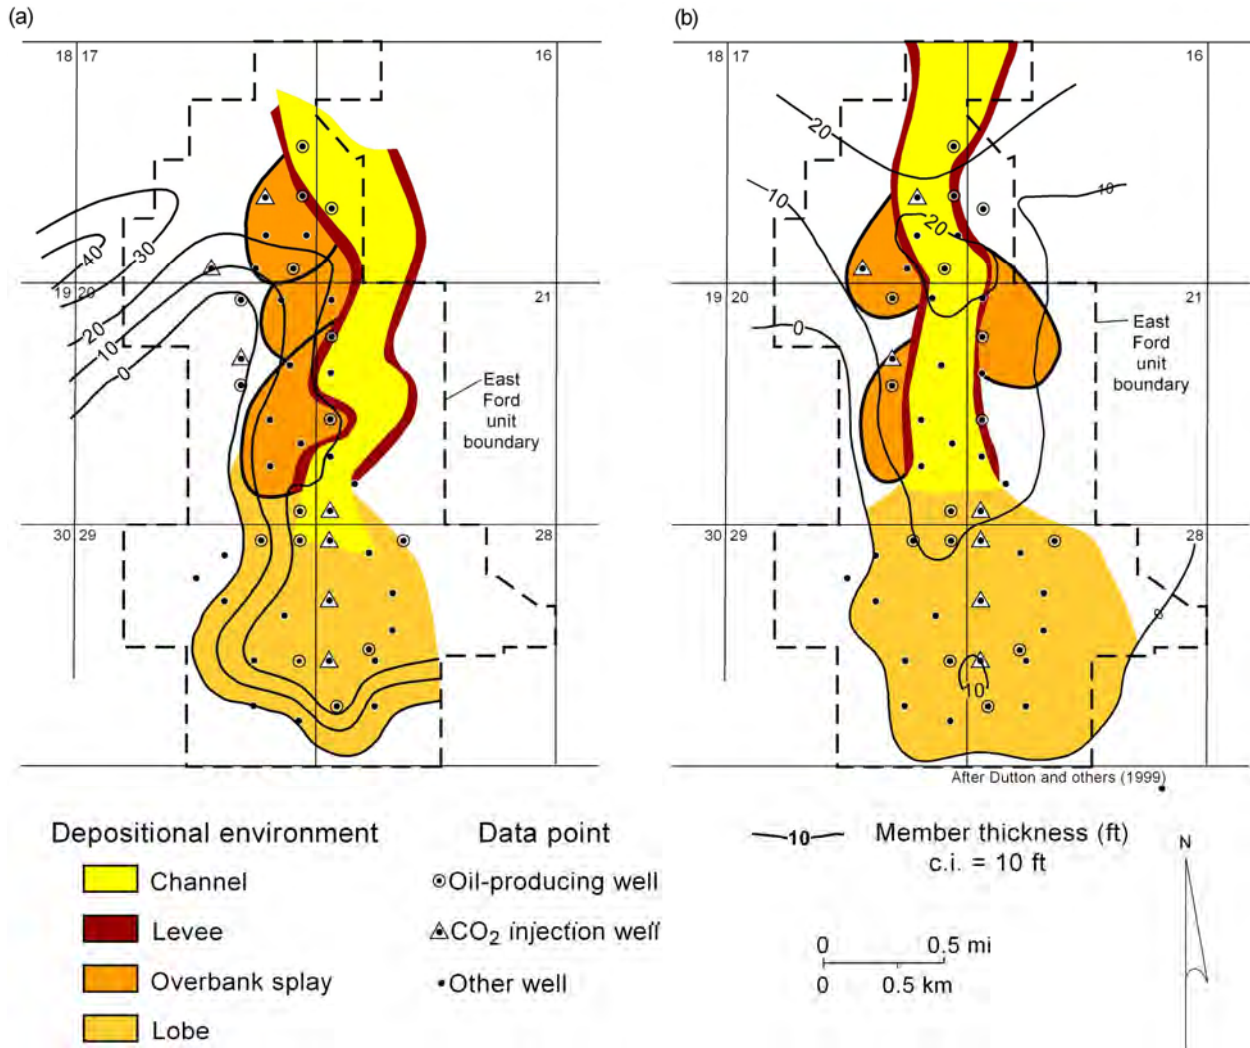 (a)
18 17
16
40
30
19 20
20
10
0
21
East
Ford
unit
boundary
30 29
28
(b)
18 17
16
20
10
10
20
19 20
0
21
East
Ford
unit
boundary
30 29
28
0
10
After Dutton and others (1999)
Depositional environment
Channel
Levee
Overbank splay
Lobe
Data point
Oil-producing well
CO2 injection well
Other well
10 Member thickness (ft)
c.i. = 10 ft
0 0.5 mi
0 0.5 km
N